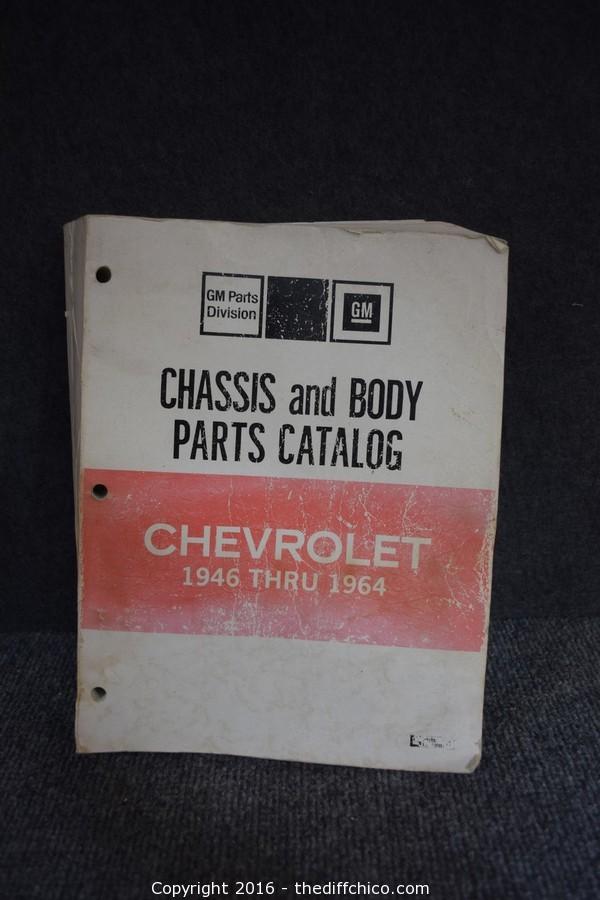 GM Parts
Division
GM
CHASSIS and BODY
PARTS CATALOG
CHEVROLET
1946 THRU 1964
Copyright 2016 - thediffchico.com